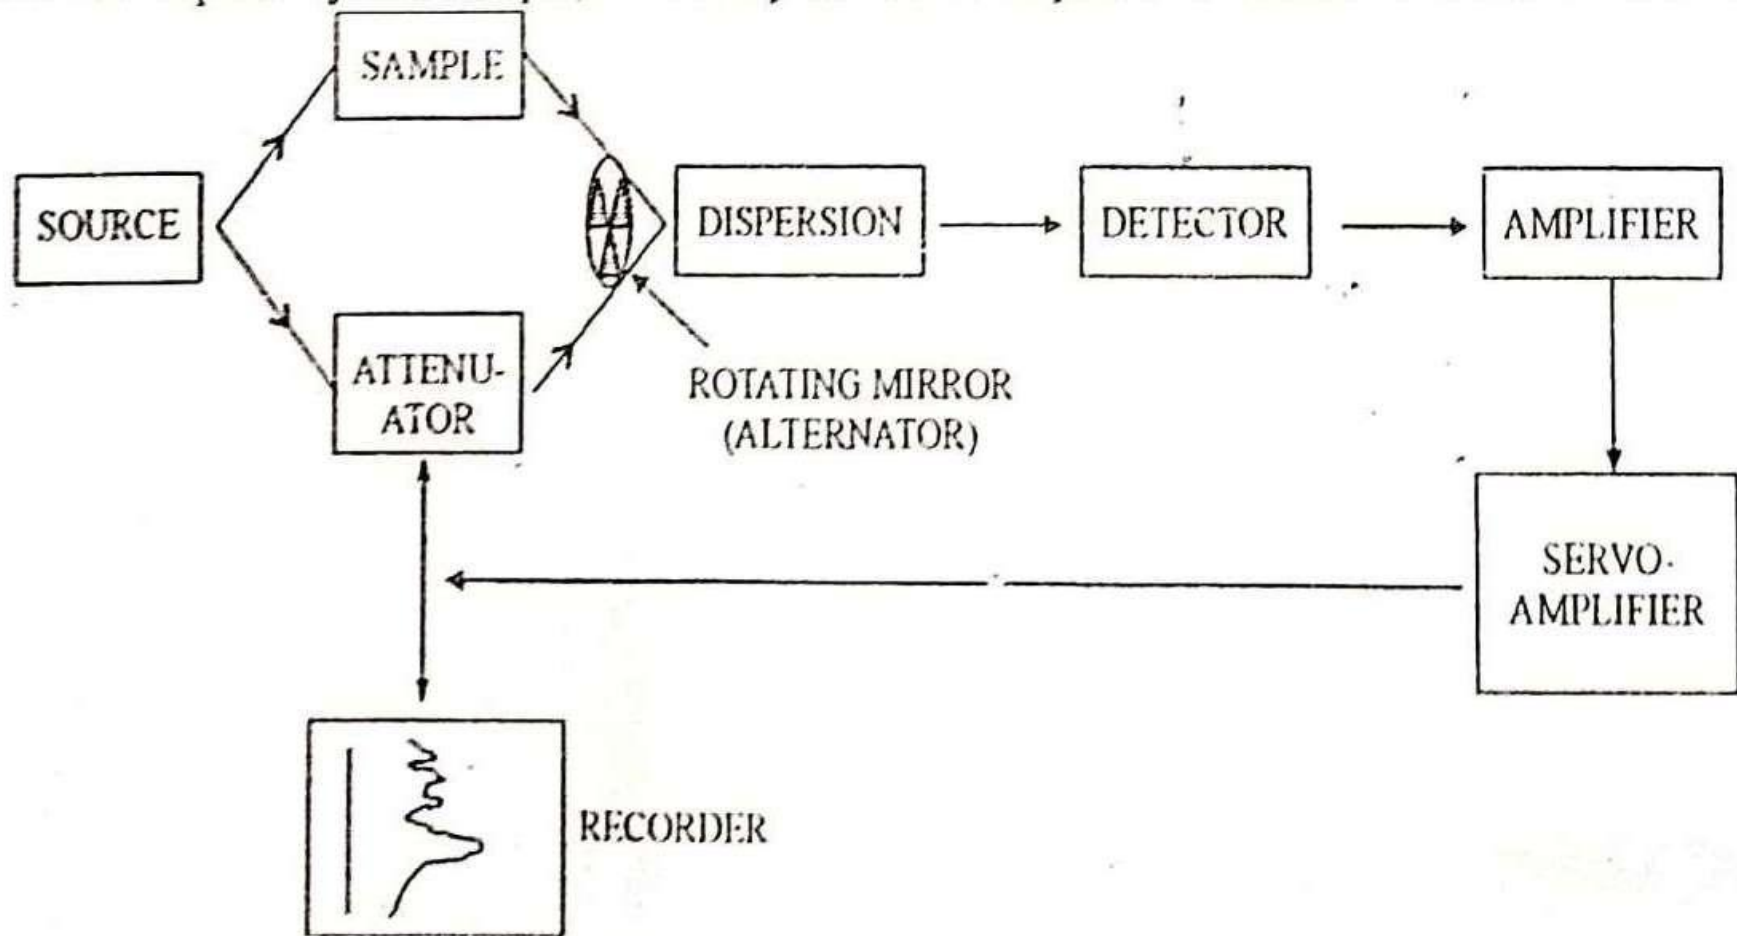 SAMPLE
SOURCE
DISPERSION
DETECTOR
AMPLIFIER
ATTENU-
ATOR
ROTATING MIRROR
(ALTERNATOR)
SERVO-
AMPLIFIER
RECORDER